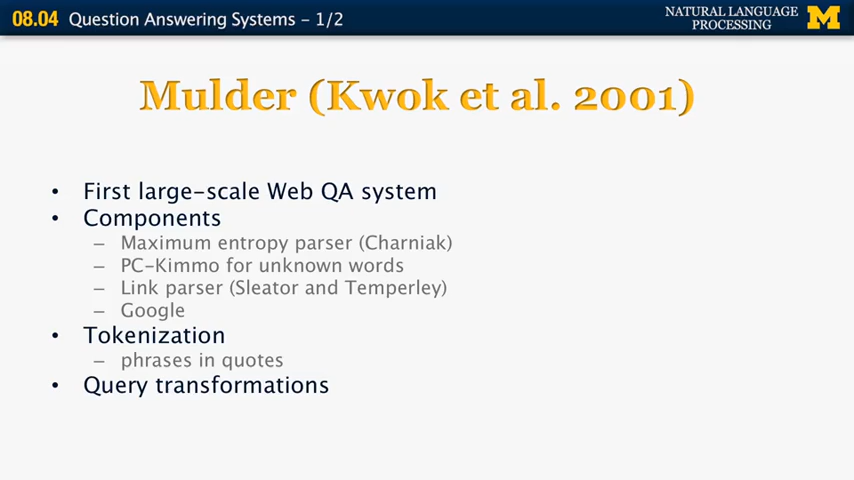 08.04 Question Answering Systems – 1/2
NATURAL LANGUAGE
PROCESSING
M
Mulder (Kwok et al. 2001)
• First large-scale Web QA system
• Components
– Maximum entropy parser (Charniak)
– PC-Kimmo for unknown words
– Link parser (Sleator and Temperley)
– Google
• Tokenization
– phrases in quotes
• Query transformations